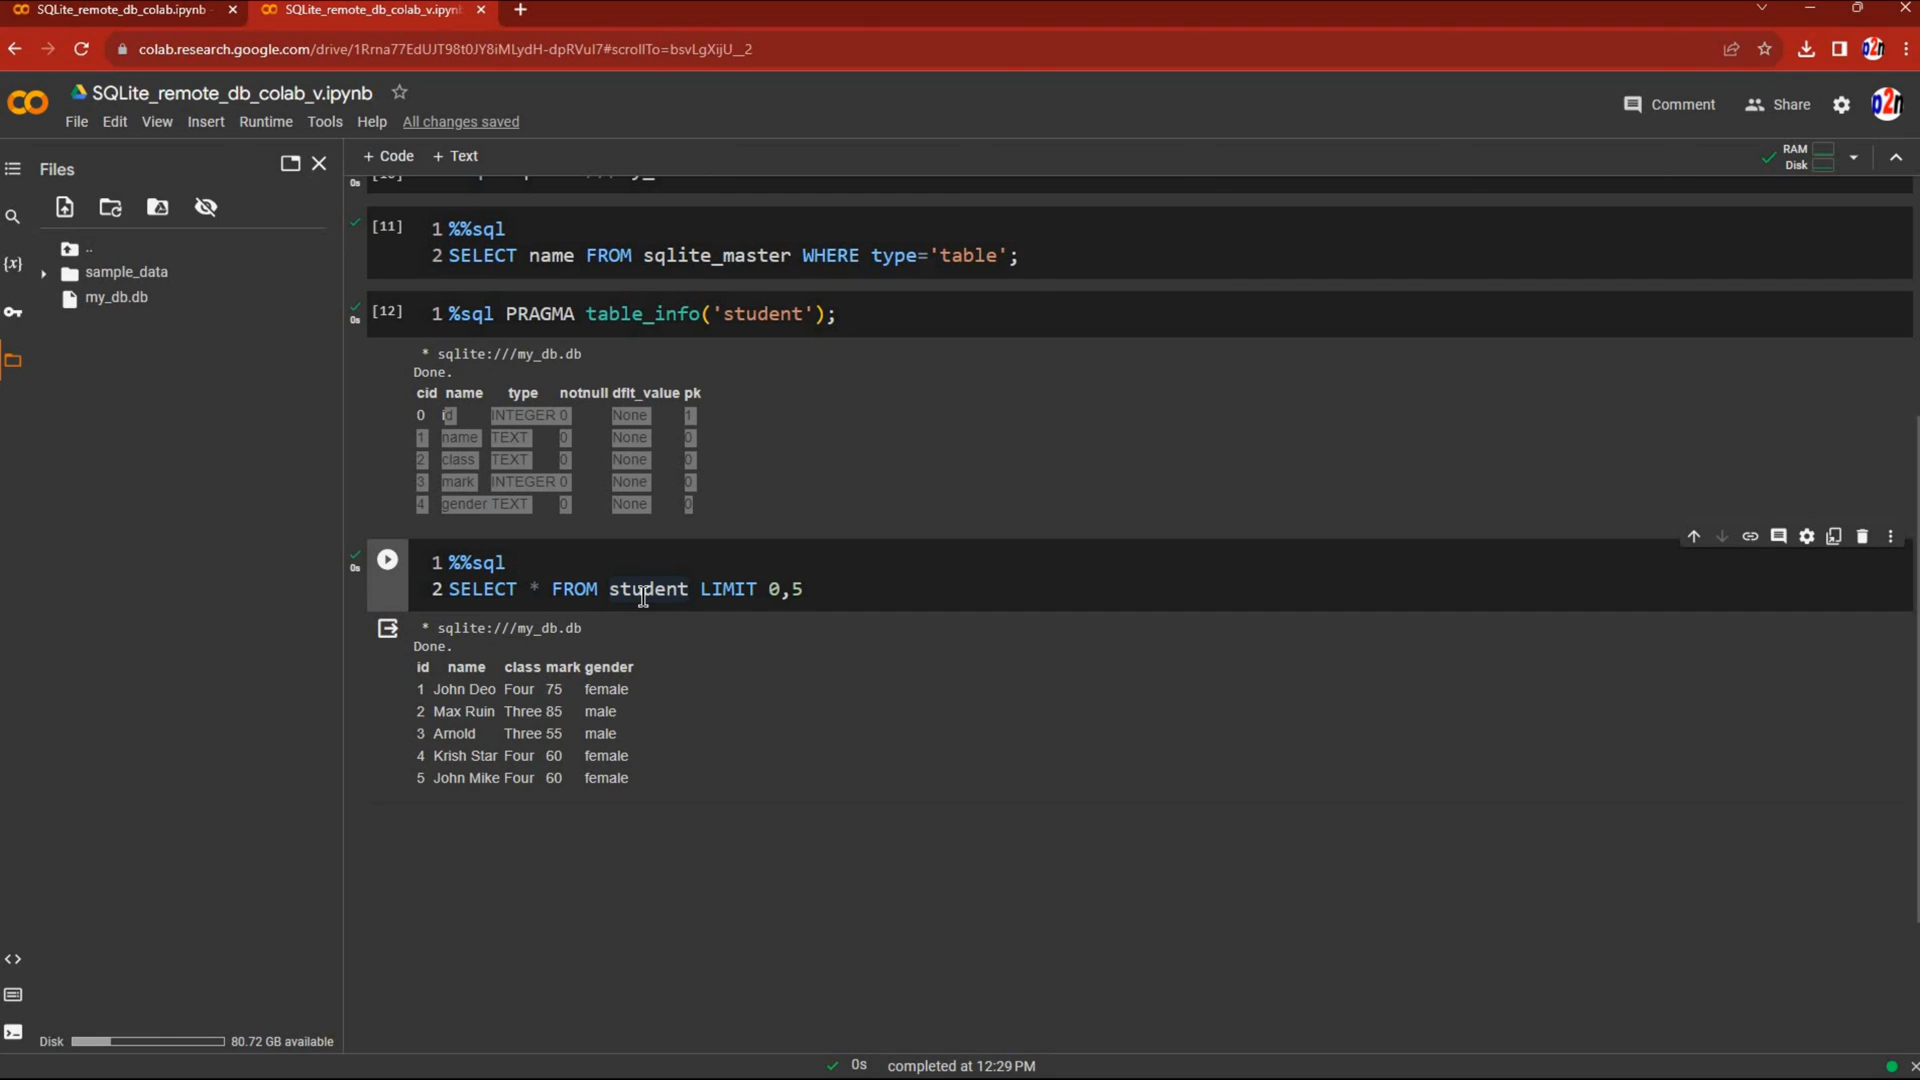 SQLite_remote_db_colab.ipynb
SQLite_remote_db_colab_v.ipyn
colab.research.google.com/drive/1Rrna77EdUJT98t0JY8iMLydH-dpRVuI7#scrollTo=bsvLgXijU__2
SQLite_remote_db_colab_v.ipynb
Comment Share
File Edit View Insert Runtime Tools Help All changes saved
Files
+ Code + Text
RAM
Disk
..
sample_data
my_db.db
0s
[11] 1 %%sql
2 SELECT name FROM sqlite_master WHERE type='table';
0s [12] 1 %sql PRAGMA table_info('student');
* sqlite:///my_db.db
Done.
cid name type notnull dflt_value pk
0 id INTEGER 0 None 1
1 name TEXT 0 None 0
2 class TEXT 0 None 0
3 mark INTEGER 0 None 0
4 gender TEXT 0 None 0
0s 1 %%sql
2 SELECT * FROM student LIMIT 0,5
* sqlite:///my_db.db
Done.
id name class mark gender
1 John Deo Four 75 female
2 Max Ruin Three 85 male
3 Arnold Three 55 male
4 Krish Star Four 60 female
5 John Mike Four 60 female
Disk 80.72 GB available
0s completed at 12:29 PM